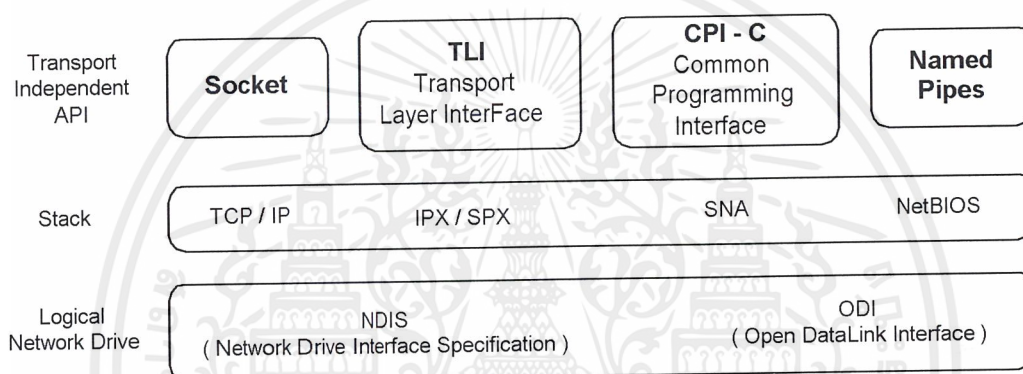 Transport
Independent
API
Socket
TLI
Transport
Layer InterFace
CPI - C
Common
Programming
Interface
Named
Pipes
Stack
TCP / IP
IPX / SPX
SNA
NetBIOS
Logical
Network Drive
NDIS
( Network Drive Interface Specification )
ODI
( Open DataLink Interface )